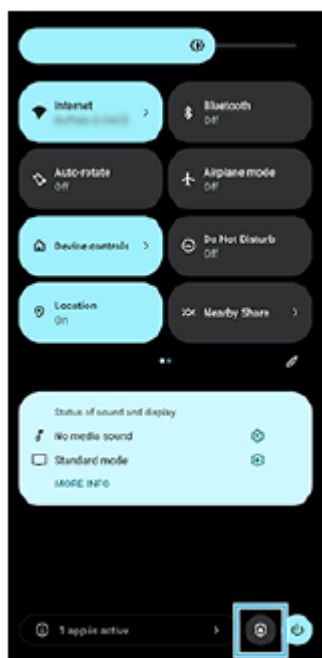 Internet
Bluetooth
Off
Auto-rotate
Off
Airplane mode
Off
Device controls
Do Not Disturb
Off
Location
On
Nearby Share
Status of sound and display
No media sound
Standard mode
MORE INFO
1 app is active